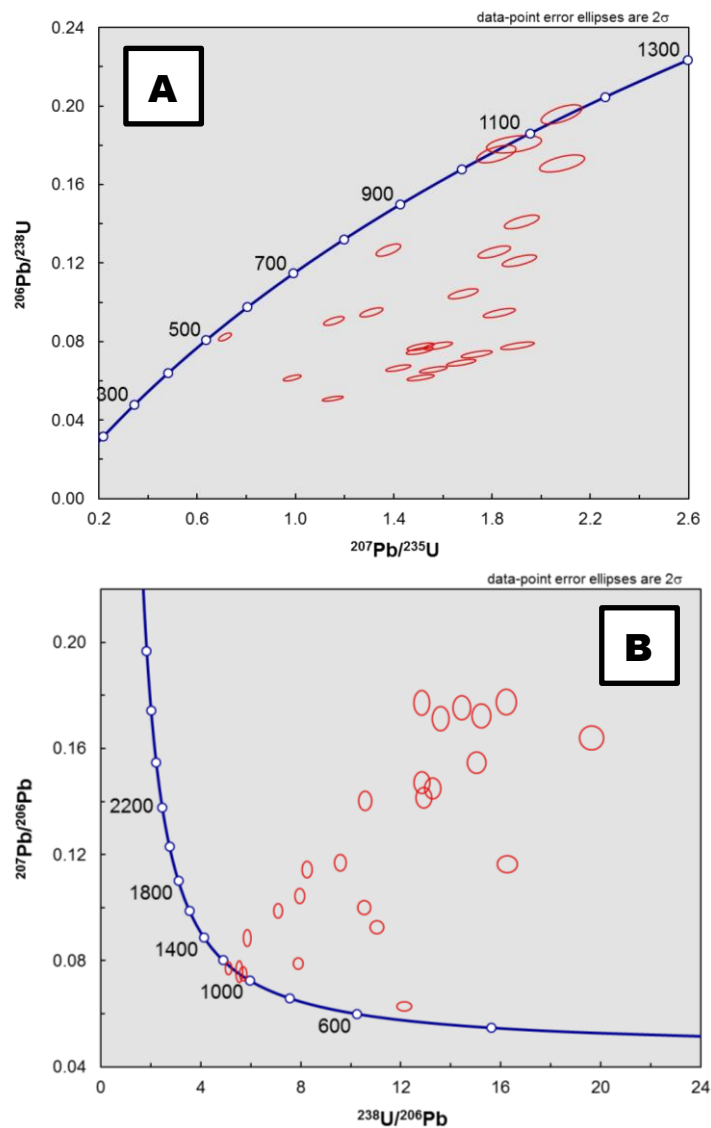 data-point error ellipses are 2σ
0.24
0.20
0.16
0.12
0.08
0.04
0.00
A
1300
1100
900
700
500
300
²⁰⁶Pb/²³⁸U
0.2 0.6 1.0 1.4 1.8 2.2 2.6
²⁰⁷Pb/²³⁵U
data-point error ellipses are 2σ
B
0.20
0.16
0.12
0.08
0.04
2200
1800
1400
1000
600
²⁰⁷Pb/²⁰⁶Pb
0 4 8 12 16 20 24
²³⁸U/²⁰⁶Pb